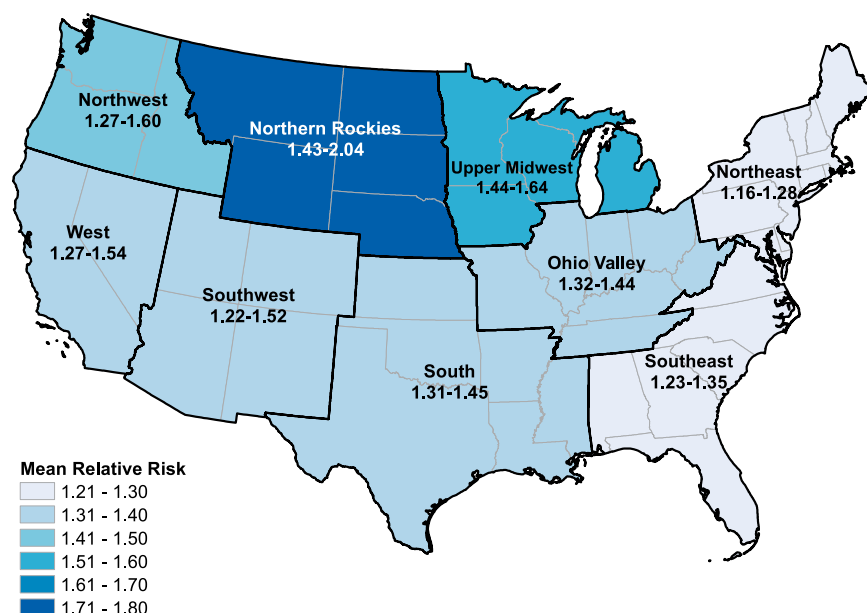 Northwest
1.27-1.60
Northern Rockies
1.43-2.04
Upper Midwest
1.44-1.64
Northeast
1.16-1.28
West
1.27-1.54
Southwest
1.22-1.52
Ohio Valley
1.32-1.44
South
1.31-1.45
Southeast
1.23-1.35
Mean Relative Risk
1.21 - 1.30
1.31 - 1.40
1.41 - 1.50
1.51 - 1.60
1.61 - 1.70
1.71 - 1.80